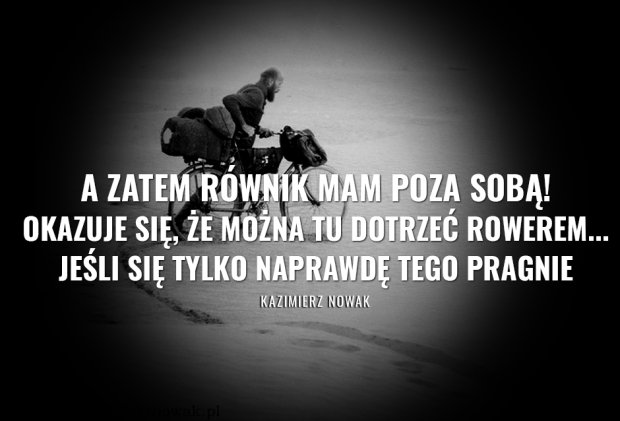 A ZATEM RÓWNIK MAM POZA SOBĄ!
OKAZUJE SIĘ, ŻE MOŻNA TU DOTRZEĆ ROWEREM...
JEŚLI SIĘ TYLKO NAPRAWDĘ TEGO PRAGNIE
KAZIMIERZ NOWAK